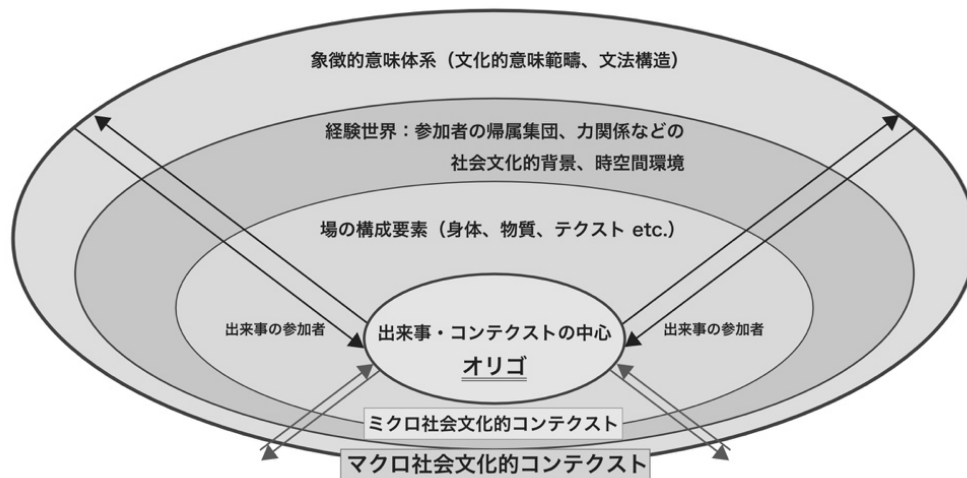 象徴的意味体系（文化的意味範疇、文法構造）
経験世界：参加者の帰属集団、力関係などの
社会文化的背景、時空間環境
場の構成要素（身体、物質、テクスト etc.）
出来事の参加者
出来事・コンテクストの中心
オリゴ
出来事の参加者
ミクロ社会文化的コンテクスト
マクロ社会文化的コンテクスト